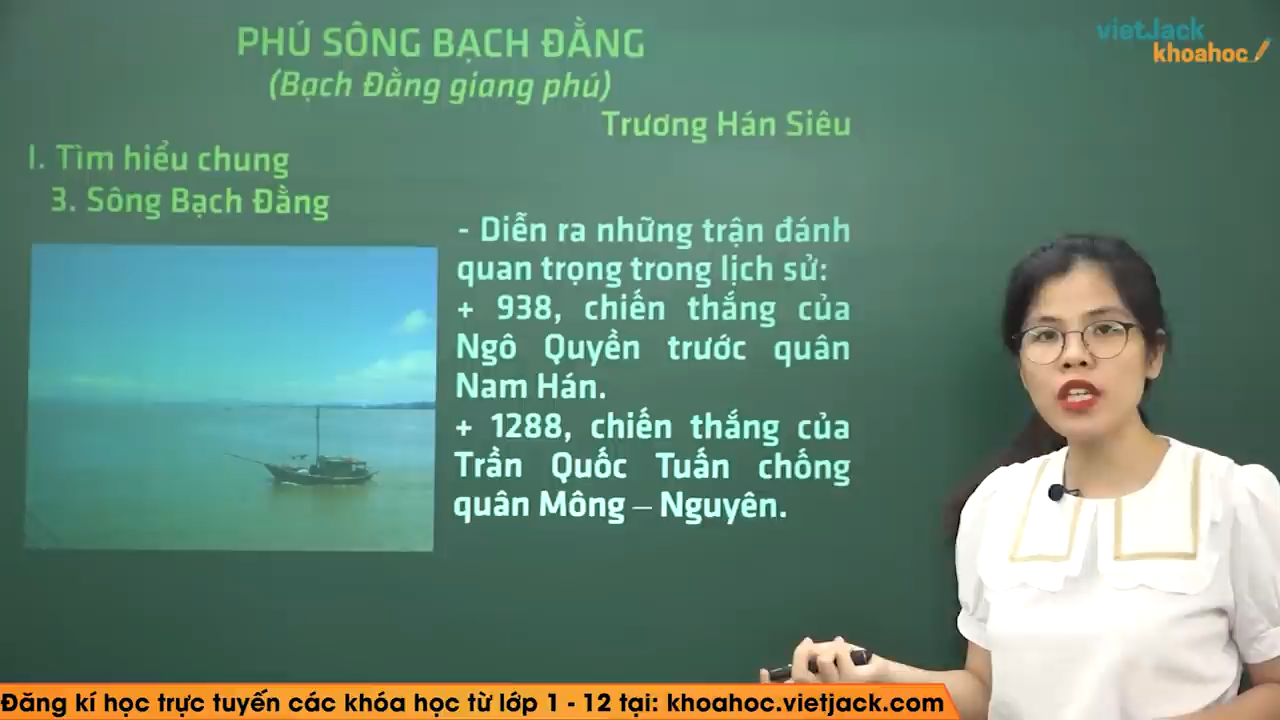 PHÚ SÔNG BẠCH ĐẰNG
(Bạch Đằng giang phú)
Trương Hán Siêu
vietJack
khoahoc
I. Tìm hiểu chung
3. Sông Bạch Đằng
- Diễn ra những trận đánh
quan trọng trong lịch sử:
+ 938, chiến thắng của
Ngô Quyền trước quân
Nam Hán.
+ 1288, chiến thắng của
Trần Quốc Tuấn chống
quân Mông – Nguyên.
Đăng kí học trực tuyến các khóa học từ lớp 1 - 12 tại: khoahoc.vietjack.com